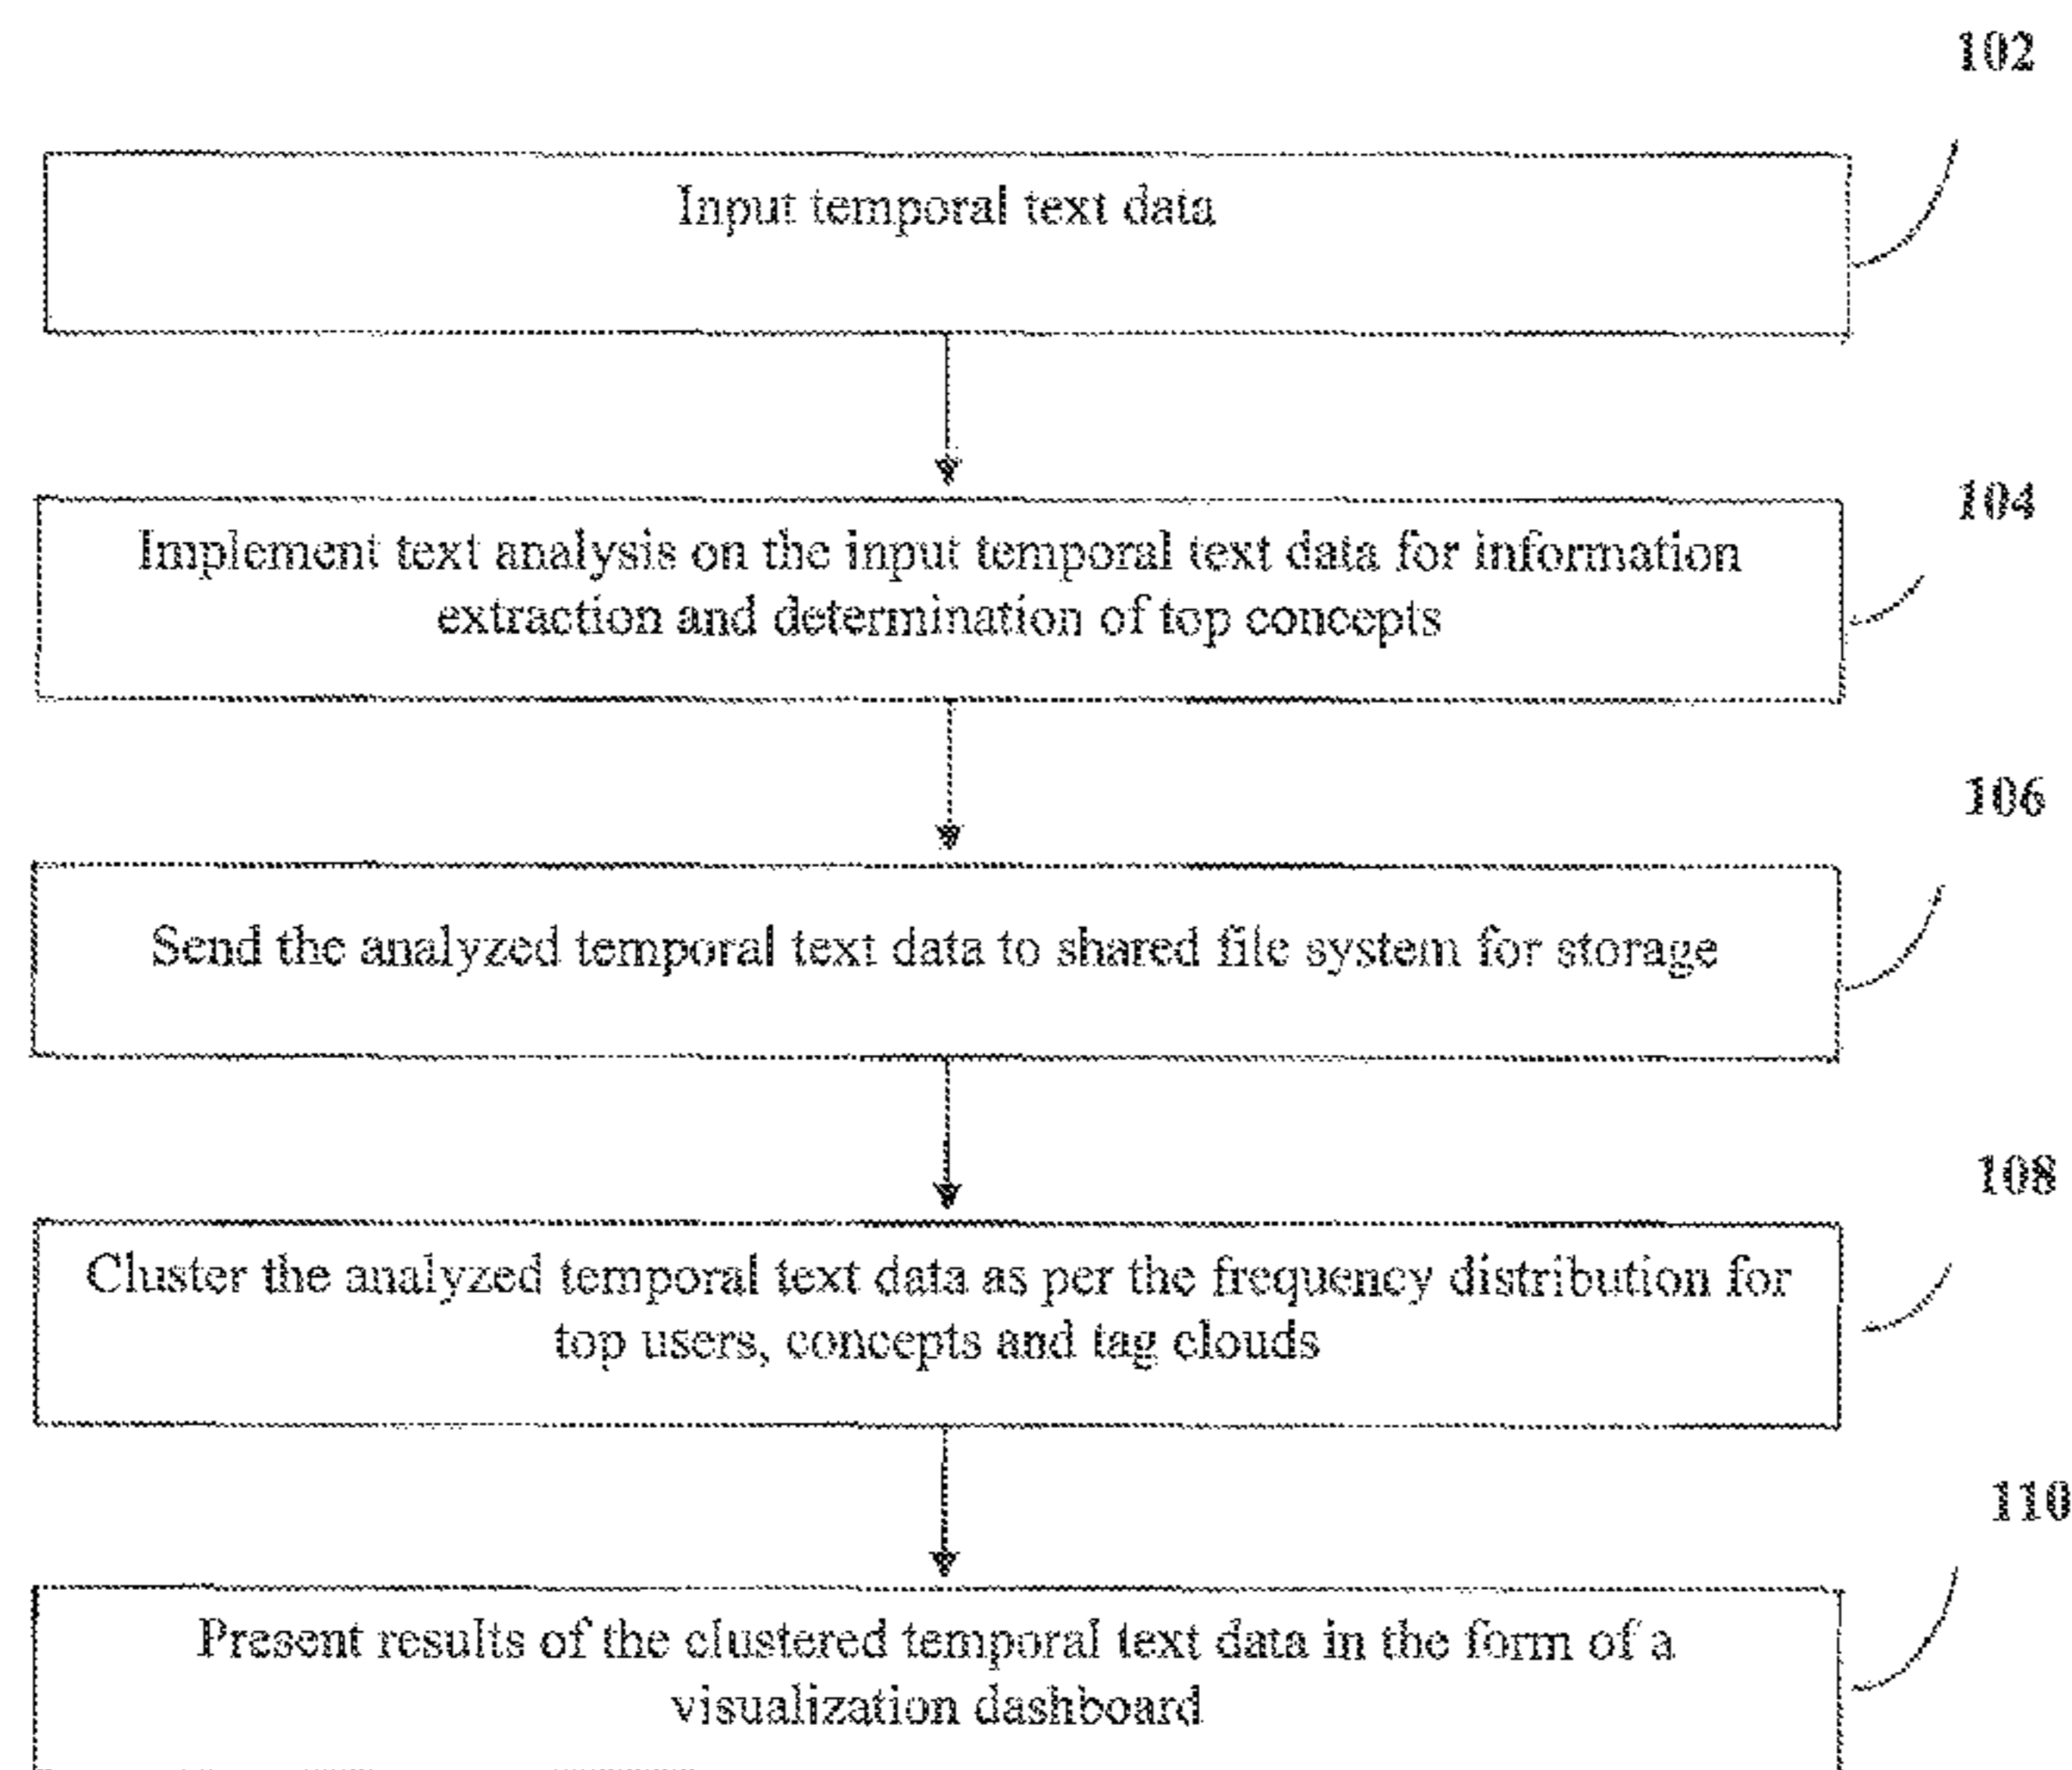 102
Input temporal text data
104
Implement text analysis on the input temporal text data for information
extraction and determination of top concepts
106
Send the analyzed temporal text data to shared file system for storage
108
Cluster the analyzed temporal text data as per the frequency distribution for
top users, concepts and tag clouds
110
Present results of the clustered temporal text data in the form of a
visualization dashboard